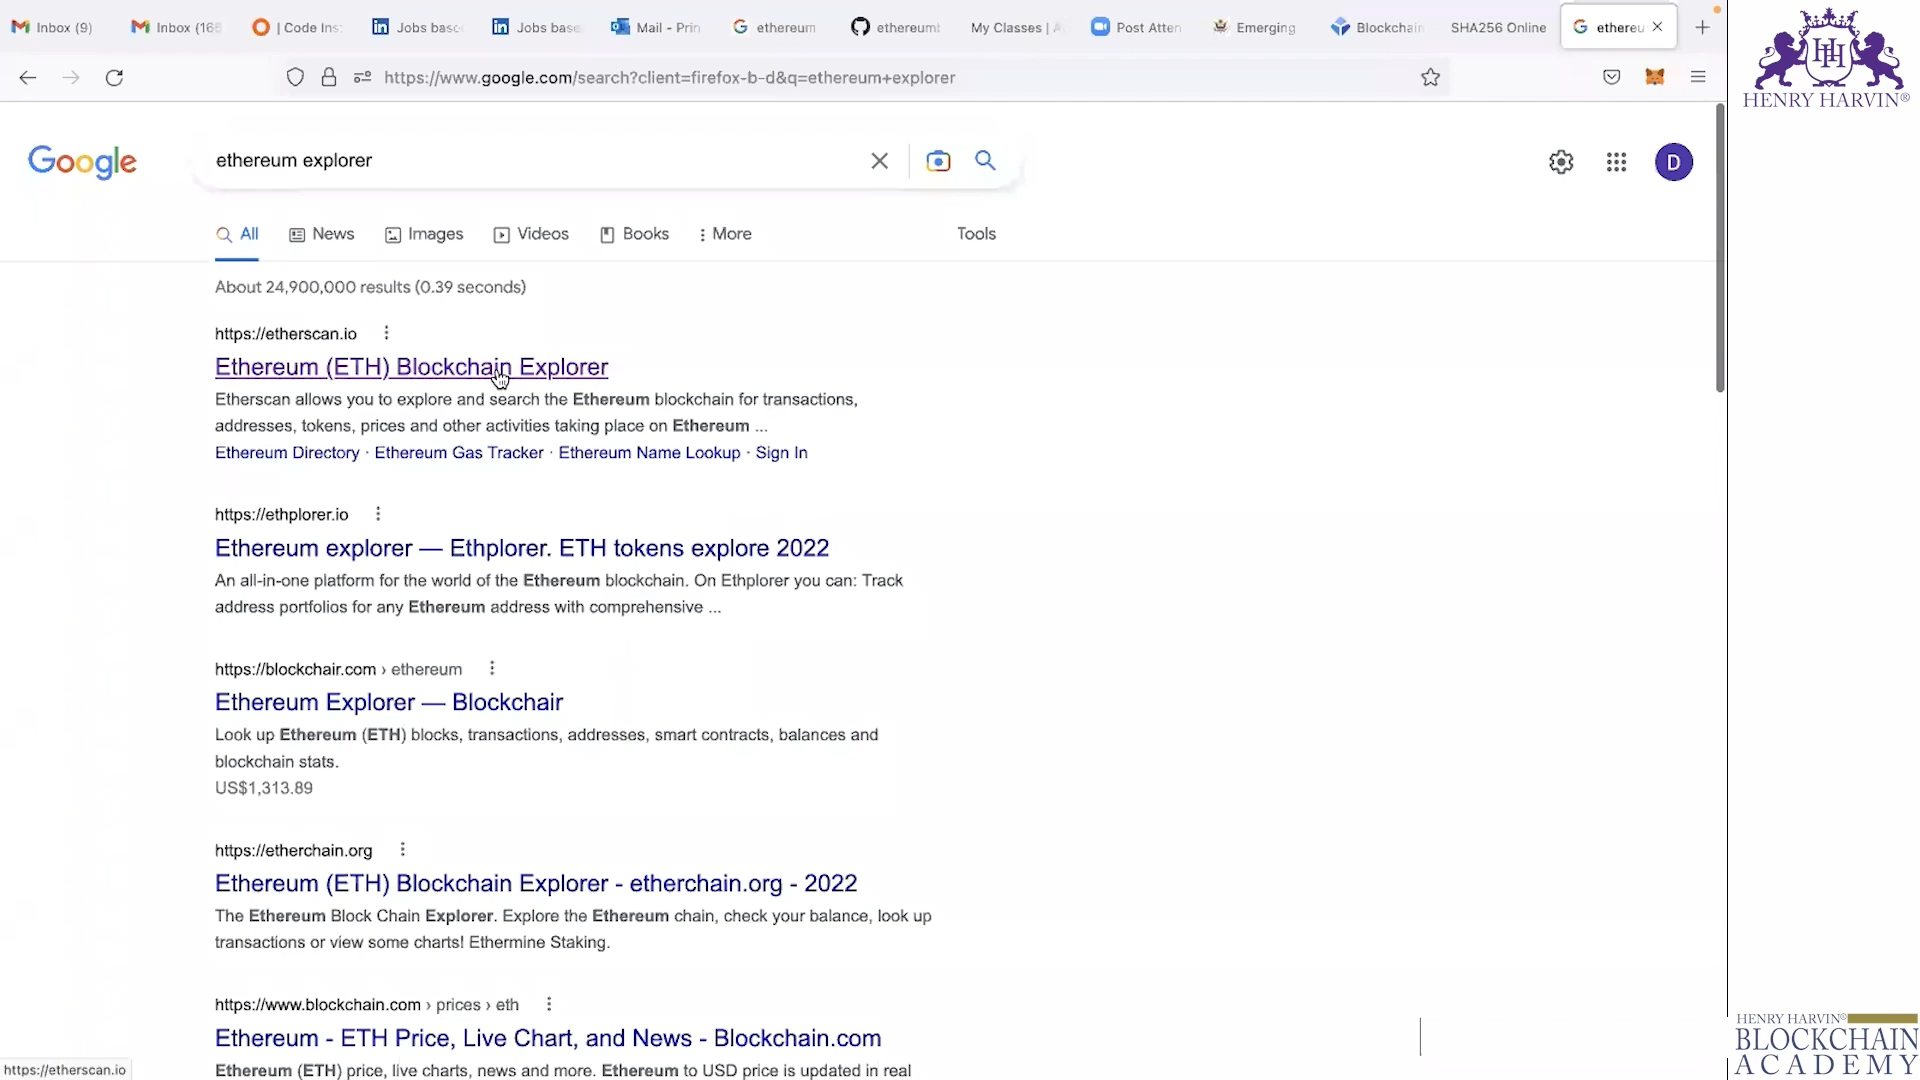 Inbox (9)
Inbox (165
| Code Ins
Jobs base
Jobs base
Mail - Prin
ethereum
ethereumb
My Classes | A
Post Atten
Emerging
Blockchain
SHA256 Online
ethereu
https://www.google.com/search?client=firefox-b-d&q=ethereum+explorer
HENRY HARVIN®
Google
ethereum explorer
D
All
News
Images
Videos
Books
More
Tools
About 24,900,000 results (0.39 seconds)
https://etherscan.io
Ethereum (ETH) Blockchain Explorer
Etherscan allows you to explore and search the Ethereum blockchain for transactions,
addresses, tokens, prices and other activities taking place on Ethereum ...
Ethereum Directory · Ethereum Gas Tracker · Ethereum Name Lookup · Sign In
https://ethplorer.io
Ethereum explorer — Ethplorer. ETH tokens explore 2022
An all-in-one platform for the world of the Ethereum blockchain. On Ethplorer you can: Track
address portfolios for any Ethereum address with comprehensive ...
https://blockchair.com › ethereum
Ethereum Explorer — Blockchair
Look up Ethereum (ETH) blocks, transactions, addresses, smart contracts, balances and
blockchain stats.
US$1,313.89
https://etherchain.org
Ethereum (ETH) Blockchain Explorer - etherchain.org - 2022
The Ethereum Block Chain Explorer. Explore the Ethereum chain, check your balance, look up
transactions or view some charts! Ethermine Staking.
https://www.blockchain.com › prices › eth
Ethereum - ETH Price, Live Chart, and News - Blockchain.com
Ethereum (ETH) price, live charts, news and more. Ethereum to USD price is updated in real
https://etherscan.io
HENRY HARVIN®
BLOCKCHAIN
ACADEMY